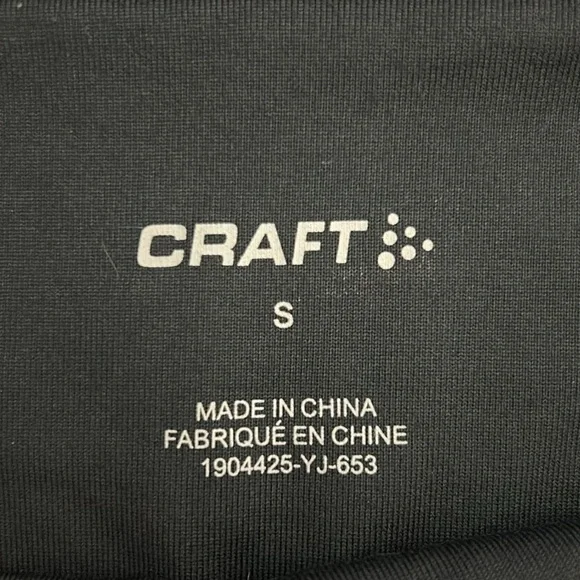 CRAFT
S
MADE IN CHINA
FABRIQUÉ EN CHINE
1904425-YJ-653